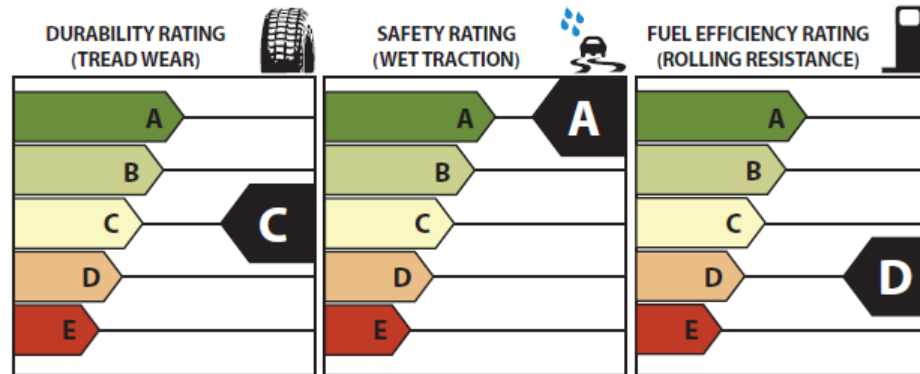 DURABILITY RATING
(TREAD WEAR)
A
B
C
D
E
C
SAFETY RATING
(WET TRACTION)
A
B
C
D
E
A
FUEL EFFICIENCY RATING
(ROLLING RESISTANCE)
A
B
C
D
E
D